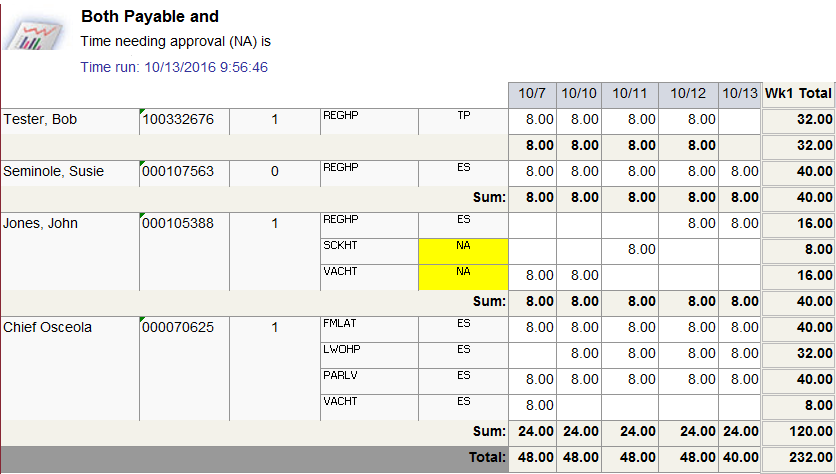 Both Payable and
Time needing approval (NA) is
Time run: 10/13/2016 9:56:46
10/7 10/10 10/11 10/12 10/13 Wk1 Total
Tester, Bob 100332676 1 REGHP TP 8.00 8.00 8.00 8.00 32.00
8.00 8.00 8.00 8.00 32.00
Seminole, Susie 000107563 0 REGHP ES 8.00 8.00 8.00 8.00 8.00 40.00
Sum: 8.00 8.00 8.00 8.00 8.00 40.00
Jones, John 000105388 1 REGHP ES 8.00 8.00 16.00
SCKHT NA 8.00 8.00
VACHT NA 8.00 8.00 16.00
Sum: 8.00 8.00 8.00 8.00 8.00 40.00
Chief Osceola 000070625 1 FMLAT ES 8.00 8.00 8.00 8.00 8.00 40.00
LWOHP ES 8.00 8.00 8.00 8.00 32.00
PARLV ES 8.00 8.00 8.00 8.00 8.00 40.00
VACHT ES 8.00 8.00
Sum: 24.00 24.00 24.00 24.00 24.00 120.00
Total: 48.00 48.00 48.00 48.00 40.00 232.00